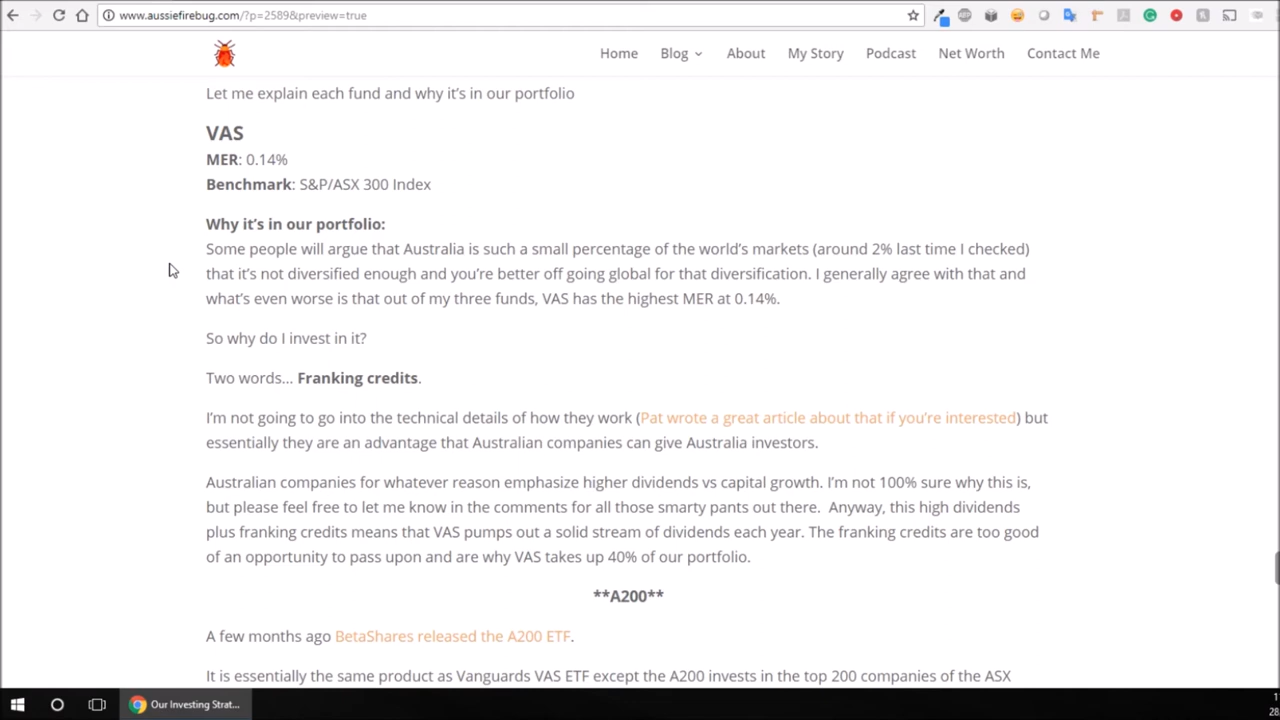 www.aussiefirebug.com/?p=2589&preview=true
Home Blog About My Story Podcast Net Worth Contact Me
Let me explain each fund and why it's in our portfolio
VAS
MER: 0.14%
Benchmark: S&P/ASX 300 Index
Why it's in our portfolio:
Some people will argue that Australia is such a small percentage of the world's markets (around 2% last time I checked)
that it's not diversified enough and you're better off going global for that diversification. I generally agree with that and
what's even worse is that out of my three funds, VAS has the highest MER at 0.14%.
So why do I invest in it?
Two words... Franking credits.
I'm not going to go into the technical details of how they work (Pat wrote a great article about that if you're interested) but
essentially they are an advantage that Australian companies can give Australia investors.
Australian companies for whatever reason emphasize higher dividends vs capital growth. I'm not 100% sure why this is,
but please feel free to let me know in the comments for all those smarty pants out there. Anyway, this high dividends
plus franking credits means that VAS pumps out a solid stream of dividends each year. The franking credits are too good
of an opportunity to pass upon and are why VAS takes up 40% of our portfolio.
**A200**
A few months ago BetaShares released the A200 ETF.
It is essentially the same product as Vanguards VAS ETF except the A200 invests in the top 200 companies of the ASX
Our Investing Strat...
28